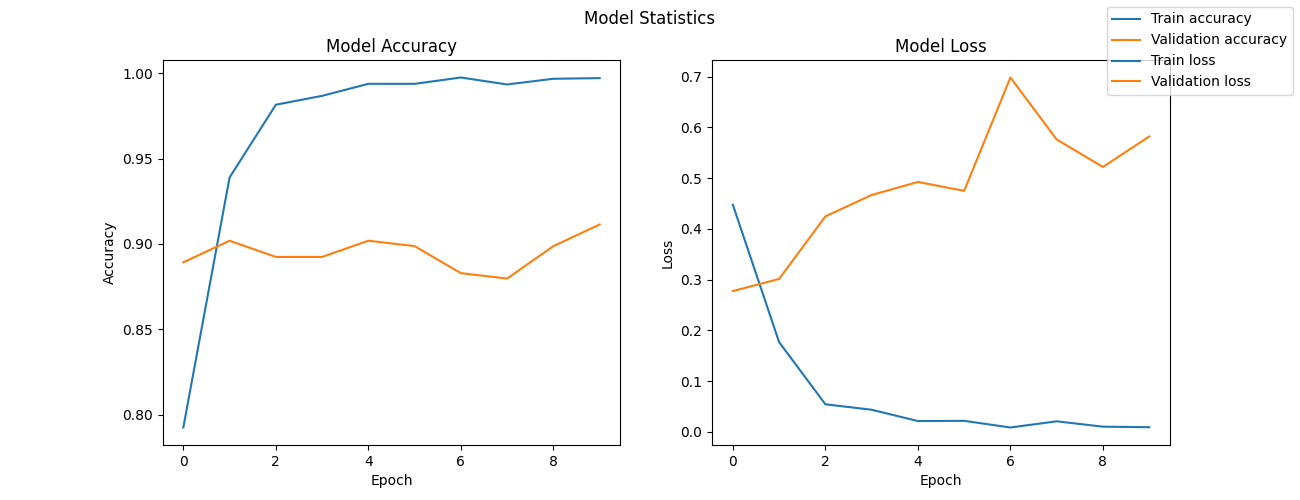 Model Statistics
Model Accuracy
1.00
0.95
0.90
0.85
0.80
Accuracy
0 2 4 6 8
Epoch
Model Loss
0.7
0.6
0.5
0.4
0.3
0.2
0.1
0.0
Loss
0 2 4 6 8
Epoch
Train accuracy
Validation accuracy
Train loss
Validation loss